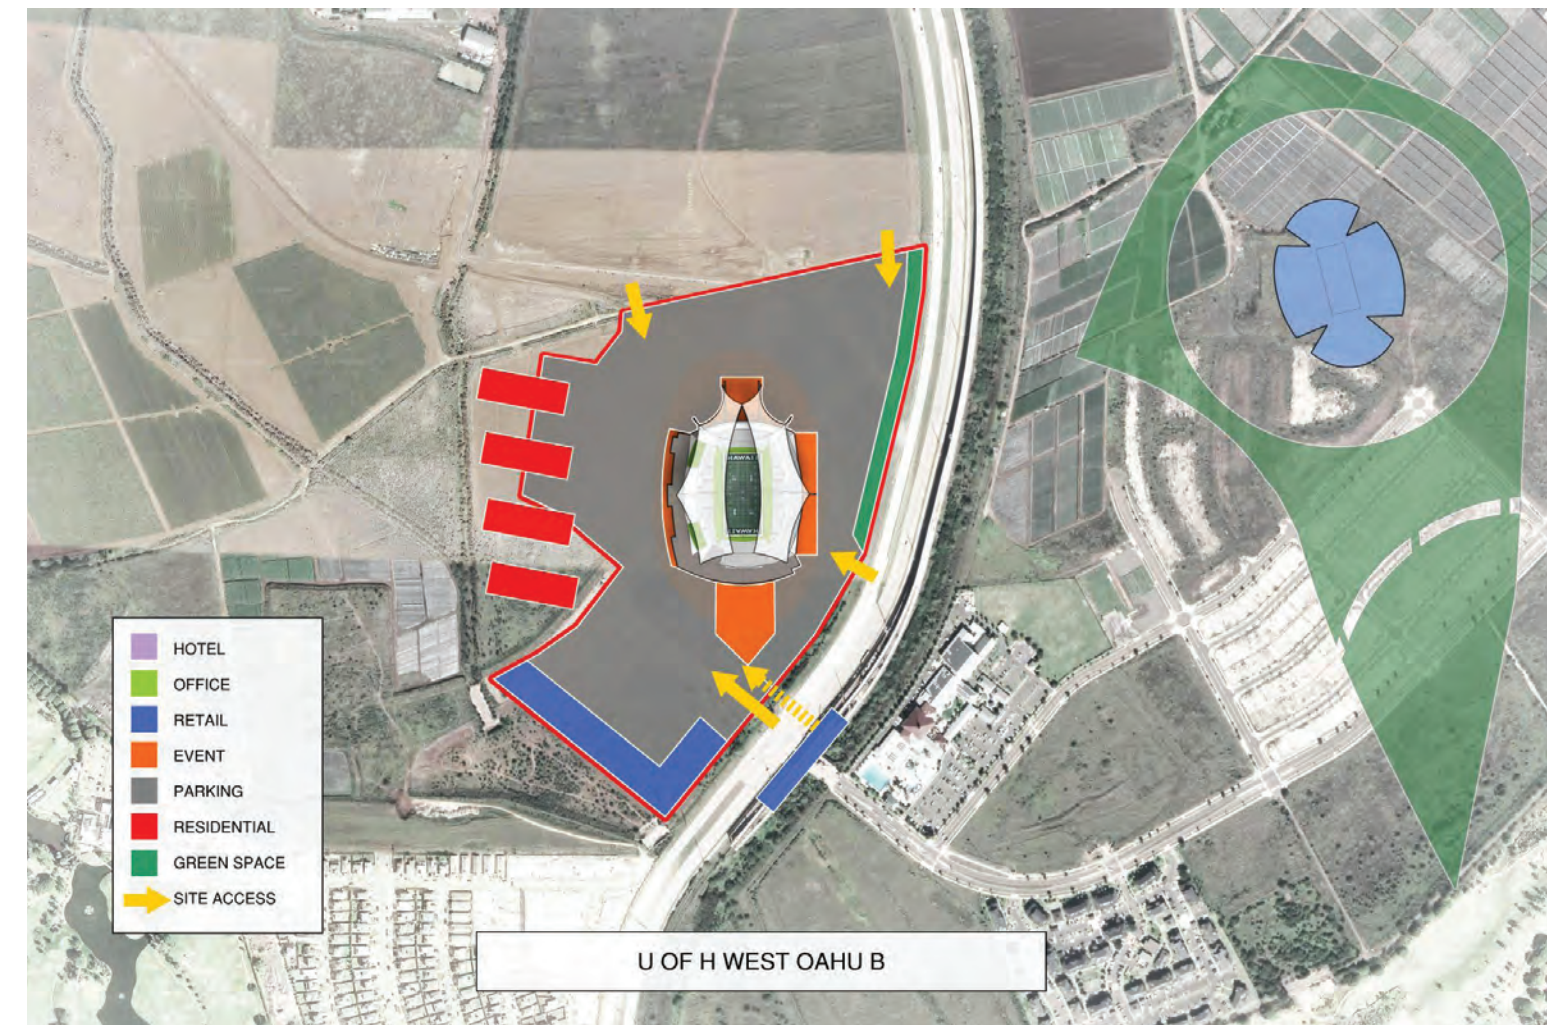 HOTEL
OFFICE
RETAIL
EVENT
PARKING
RESIDENTIAL
GREEN SPACE
SITE ACCESS
U OF H WEST OAHU B